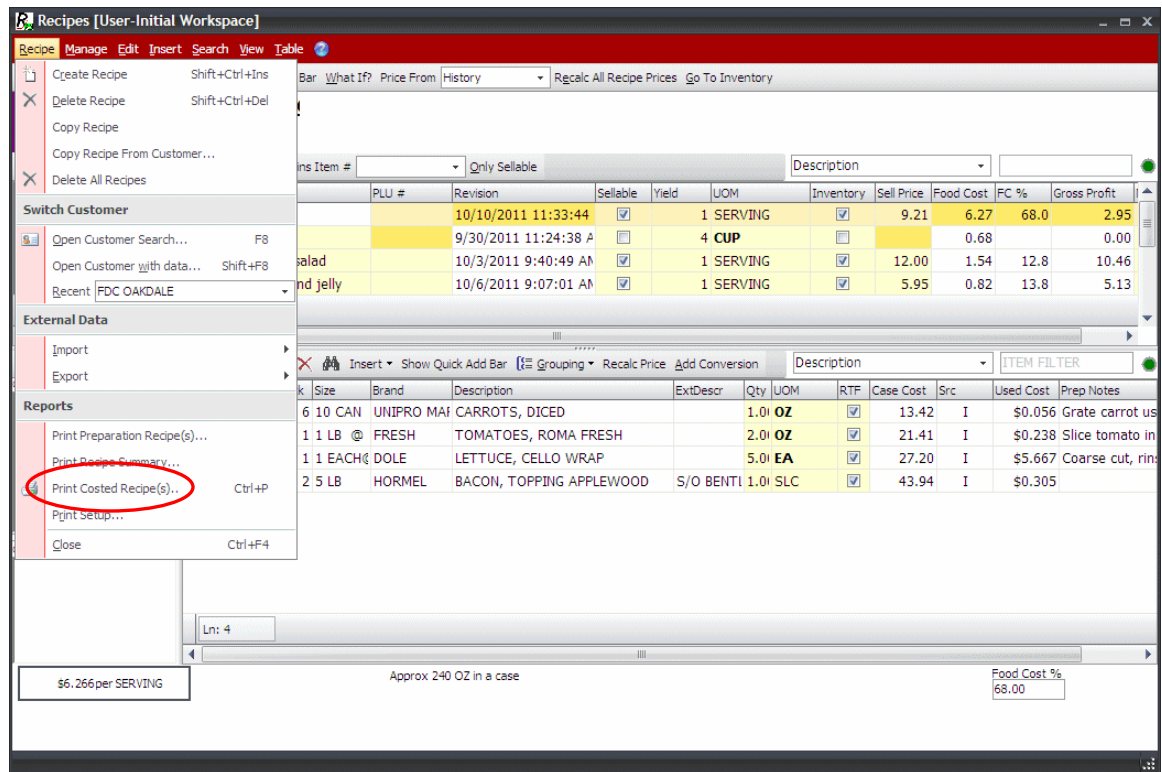 Recipes [User-Initial Workspace]
Recipe Manage Edit Insert Search View Table
Create Recipe Shift+Ctrl+Ins
Bar What If? Price From History Recalc All Recipe Prices Go To Inventory
Delete Recipe Shift+Ctrl+Del
Copy Recipe
Copy Recipe From Customer...
ins Item # Only Sellable Description
Delete All Recipes
PLU # Revision Sellable Yield UOM Inventory Sell Price Food Cost FC % Gross Profit
Switch Customer
10/10/2011 11:33:44 1 SERVING 9.21 6.27 68.0 2.95
Open Customer Search... F8
9/30/2011 11:24:38 A 4 CUP 0.68 0.00
Open Customer with data... Shift+F8
salad 10/3/2011 9:40:49 AM 1 SERVING 12.00 1.54 12.8 10.46
Recent FDC OAKDALE
nd jelly 10/6/2011 9:07:01 AM 1 SERVING 5.95 0.82 13.8 5.13
External Data
Import
Export
Insert Show Quick Add Bar Grouping Recalc Price Add Conversion Description ITEM FILTER
k Size Brand Description ExtDescr Qty UOM RTF Case Cost Src Used Cost Prep Notes
Reports
6 10 CAN UNIPRO MAF CARROTS, DICED 1.0 OZ 13.42 I $0.056 Grate carrot us
Print Preparation Recipe(s)...
1 1 LB @ FRESH TOMATOES, ROMA FRESH 2.0 OZ 21.41 I $0.238 Slice tomato in
Print Recipe Summary...
1 1 EACH@ DOLE LETTUCE, CELLO WRAP 5.0 EA 27.20 I $5.667 Coarse cut, rins
Print Costed Recipe(s).. Ctrl+P
2 5 LB HORMEL BACON, TOPPING APPLEWOOD S/O BENTL 1.0 SLC 43.94 I $0.305
Print Setup...
Close Ctrl+F4
Ln: 4
$6.266 per SERVING
Approx 240 OZ in a case
Food Cost %
68.00